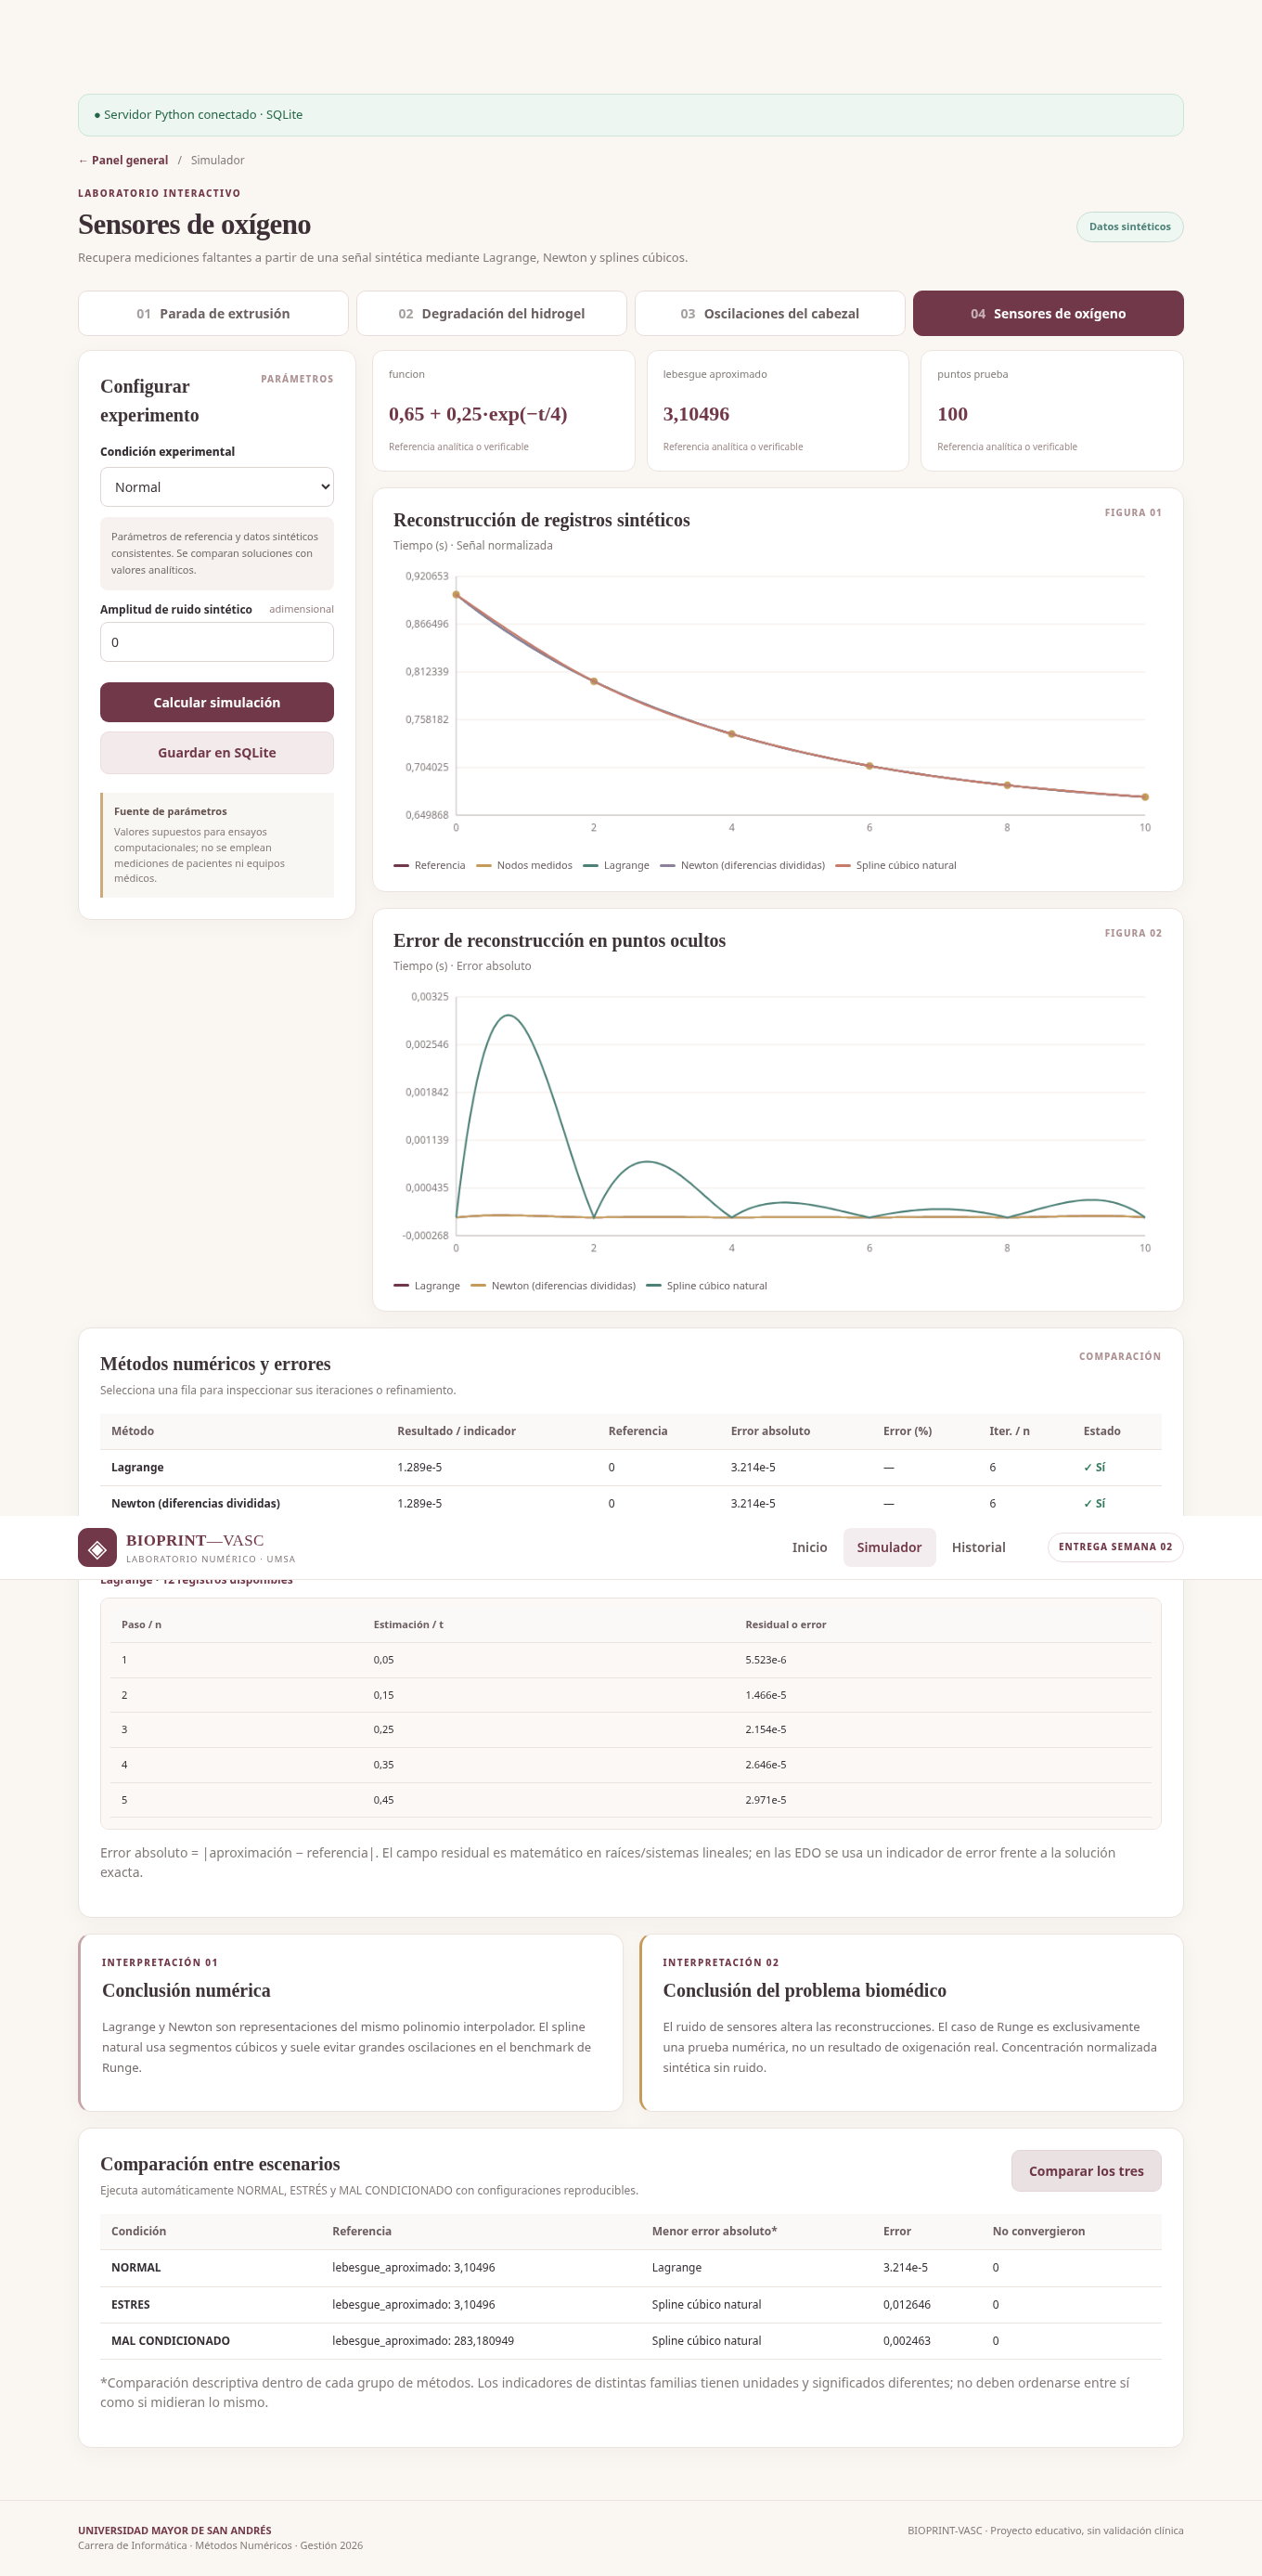 ● Servidor Python conectado · SQLite
← Panel general / Simulador
LABORATORIO INTERACTIVO
Sensores de oxígeno
Datos sintéticos
Recupera mediciones faltantes a partir de una señal sintética mediante Lagrange, Newton y splines cúbicos.
01 Parada de extrusión
02 Degradación del hidrogel
03 Oscilaciones del cabezal
04 Sensores de oxígeno
Configurar
experimento
PARÁMETROS
Condición experimental
Normal
Parámetros de referencia y datos sintéticos
consistentes. Se comparan soluciones con
valores analíticos.
Amplitud de ruido sintético adimensional
0
Calcular simulación
Guardar en SQLite
Fuente de parámetros
Valores supuestos para ensayos
computacionales; no se emplean
mediciones de pacientes ni equipos
médicos.
funcion
0,65 + 0,25·exp(−t/4)
Referencia analítica o verificable
lebesgue aproximado
3,10496
Referencia analítica o verificable
puntos prueba
100
Referencia analítica o verificable
Reconstrucción de registros sintéticos
FIGURA 01
Tiempo (s) · Señal normalizada
0,920653
0,866496
0,812339
0,758182
0,704025
0,649868
0 2 4 6 8 10
Referencia Nodos medidos Lagrange Newton (diferencias divididas) Spline cúbico natural
Error de reconstrucción en puntos ocultos
FIGURA 02
Tiempo (s) · Error absoluto
0,00325
0,002546
0,001842
0,001139
0,000435
-0,000268
0 2 4 6 8 10
Lagrange Newton (diferencias divididas) Spline cúbico natural
Métodos numéricos y errores
COMPARACIÓN
Selecciona una fila para inspeccionar sus iteraciones o refinamiento.
Método Resultado / indicador Referencia Error absoluto Error (%) Iter. / n Estado
Lagrange 1.289e-5 0 3.214e-5 — 6 ✓ Sí
Newton (diferencias divididas) 1.289e-5 0 3.214e-5 — 6 ✓ Sí
BIOPRINT—VASC
LABORATORIO NUMÉRICO · UMSA
Inicio Simulador Historial ENTREGA SEMANA 02
Lagrange · 12 registros disponibles
Paso / n Estimación / t Residual o error
1 0,05 5.523e-6
2 0,15 1.466e-5
3 0,25 2.154e-5
4 0,35 2.646e-5
5 0,45 2.971e-5
Error absoluto = |aproximación − referencia|. El campo residual es matemático en raíces/sistemas lineales; en las EDO se usa un indicador de error frente a la solución
exacta.
INTERPRETACIÓN 01
Conclusión numérica
Lagrange y Newton son representaciones del mismo polinomio interpolador. El spline
natural usa segmentos cúbicos y suele evitar grandes oscilaciones en el benchmark de
Runge.
INTERPRETACIÓN 02
Conclusión del problema biomédico
El ruido de sensores altera las reconstrucciones. El caso de Runge es exclusivamente
una prueba numérica, no un resultado de oxigenación real. Concentración normalizada
sintética sin ruido.
Comparación entre escenarios
Comparar los tres
Ejecuta automáticamente NORMAL, ESTRÉS y MAL CONDICIONADO con configuraciones reproducibles.
Condición Referencia Menor error absoluto* Error No convergieron
NORMAL lebesgue_aproximado: 3,10496 Lagrange 3.214e-5 0
ESTRES lebesgue_aproximado: 3,10496 Spline cúbico natural 0,012646 0
MAL CONDICIONADO lebesgue_aproximado: 283,180949 Spline cúbico natural 0,002463 0
*Comparación descriptiva dentro de cada grupo de métodos. Los indicadores de distintas familias tienen unidades y significados diferentes; no deben ordenarse entre sí
como si midieran lo mismo.
UNIVERSIDAD MAYOR DE SAN ANDRÉS
Carrera de Informática · Métodos Numéricos · Gestión 2026
BIOPRINT-VASC · Proyecto educativo, sin validación clínica